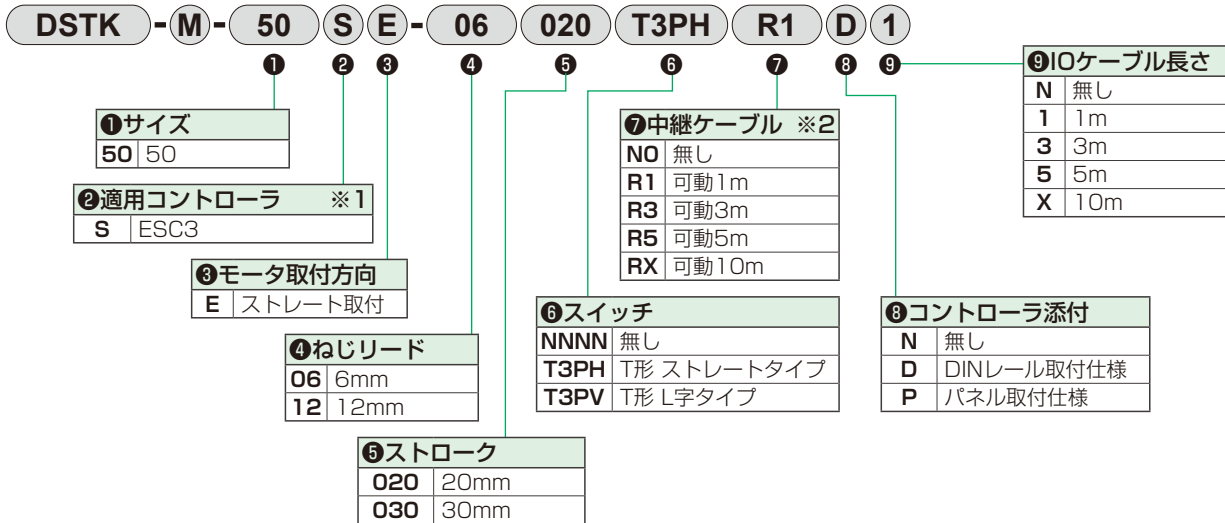 DSTK - M - 50 S E - 06 020 T3PH R1 D 1
❶ ❷ ❸ ❹ ❺ ❻ ❼ ❽ ❾
❶サイズ
50 50
❷適用コントローラ ※1
S ESC3
❸モータ取付方向
E ストレート取付
❹ねじリード
06 6mm
12 12mm
❺ストローク
020 20mm
030 30mm
❻スイッチ
NNNN 無し
T3PH T形 ストレートタイプ
T3PV T形 L字タイプ
❼中継ケーブル ※2
N0 無し
R1 可動1m
R3 可動3m
R5 可動5m
RX 可動10m
❽コントローラ添付
N 無し
D DINレール取付仕様
P パネル取付仕様
❾IOケーブル長さ
N 無し
1 1m
3 3m
5 5m
X 10m